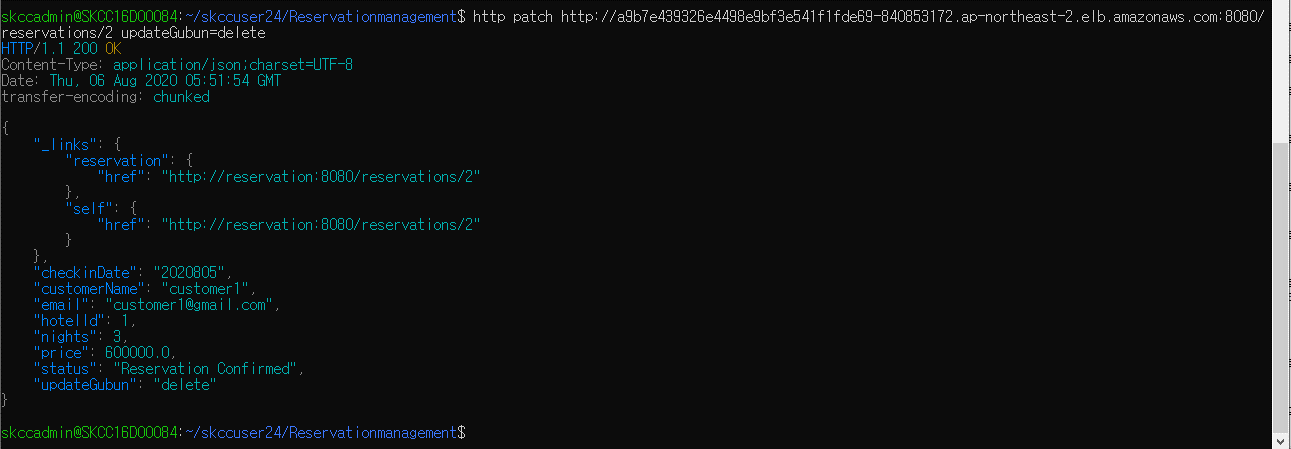 skccadmin@SKCC16D00084:~/skccuser24/Reservationmanagement$ http patch http://a9b7e439326e4498e9bf3e541f1fde69-840853172.ap-northeast-2.elb.amazonaws.com:8080/
reservations/2 updateGubun=delete
HTTP/1.1 200 OK
Content-Type: application/json;charset=UTF-8
Date: Thu, 06 Aug 2020 05:51:54 GMT
transfer-encoding: chunked
{
    "_links": {
        "reservation": {
            "href": "http://reservation:8080/reservations/2"
        },
        "self": {
            "href": "http://reservation:8080/reservations/2"
        }
    },
    "checkinDate": "2020805",
    "customerName": "customer1",
    "email": "customer1@gmail.com",
    "hotelId": 1,
    "nights": 3,
    "price": 600000.0,
    "status": "Reservation Confirmed",
    "updateGubun": "delete"
}
skccadmin@SKCC16D00084:~/skccuser24/Reservationmanagement$